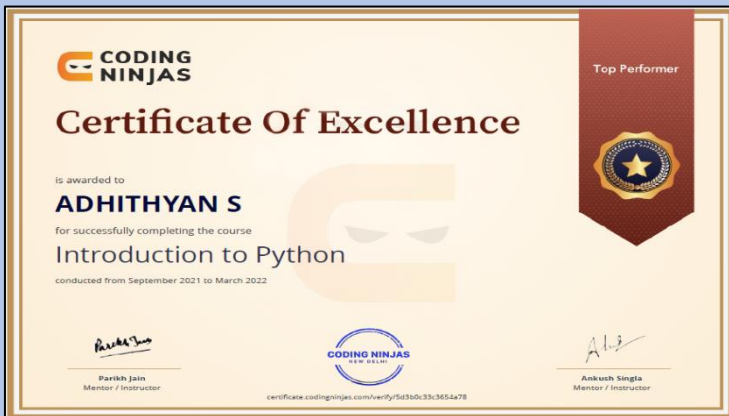 CODING
NINJAS
Top Performer
Certificate Of Excellence
is awarded to
ADHITHYAN S
for successfully completing the course
Introduction to Python
conducted from September 2021 to March 2022
Parikh Jain
CODING NINJAS
NEW DELHI
Parikh Jain
Mentor / Instructor
Ankush Singla
Mentor / Instructor
certificate.codingninjas.com/verify/5d3b0c33c3654a78